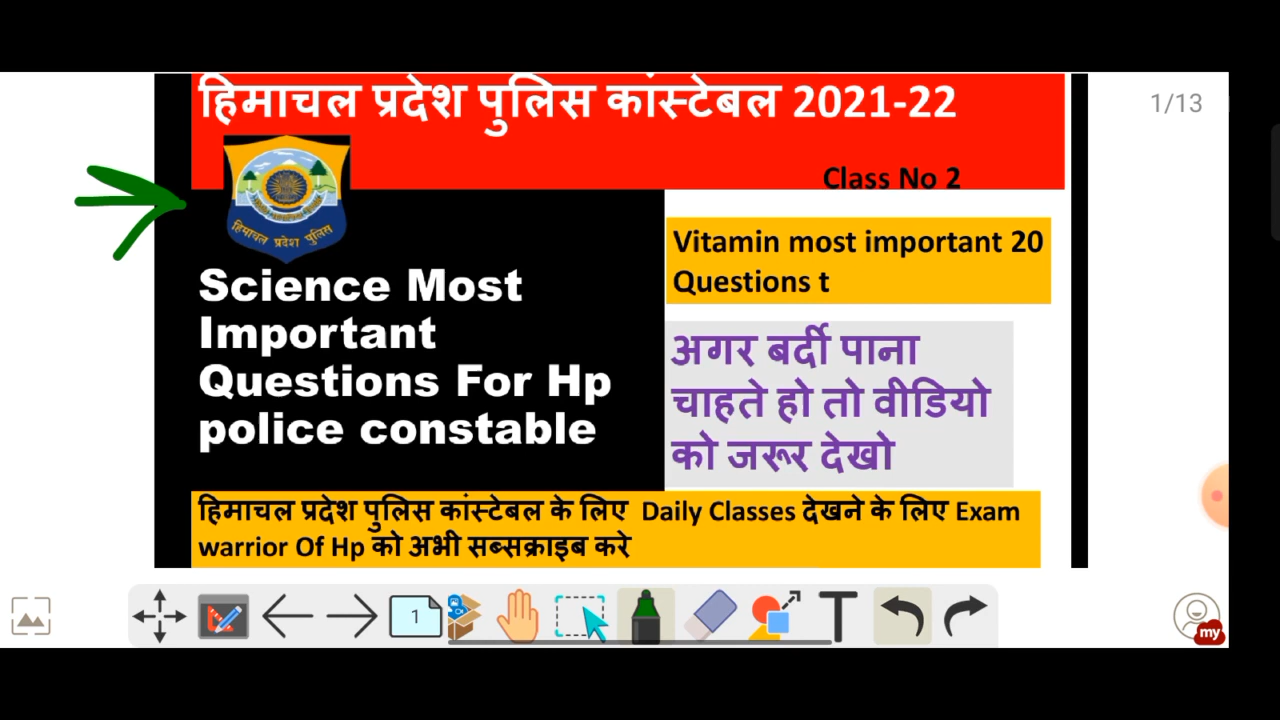 हिमाचल प्रदेश पुलिस कांस्टेबल 2021-22
1/13
Class No 2
हिमाचल प्रदेश पुलिस
Vitamin most important 20
Questions t
Science Most
Important
Questions For Hp
police constable
अगर बर्दी पाना
चाहते हो तो वीडियो
को जरूर देखो
हिमाचल प्रदेश पुलिस कांस्टेबल के लिए Daily Classes देखने के लिए Exam
warrior Of Hp को अभी सब्सक्राइब करे
1
T
my